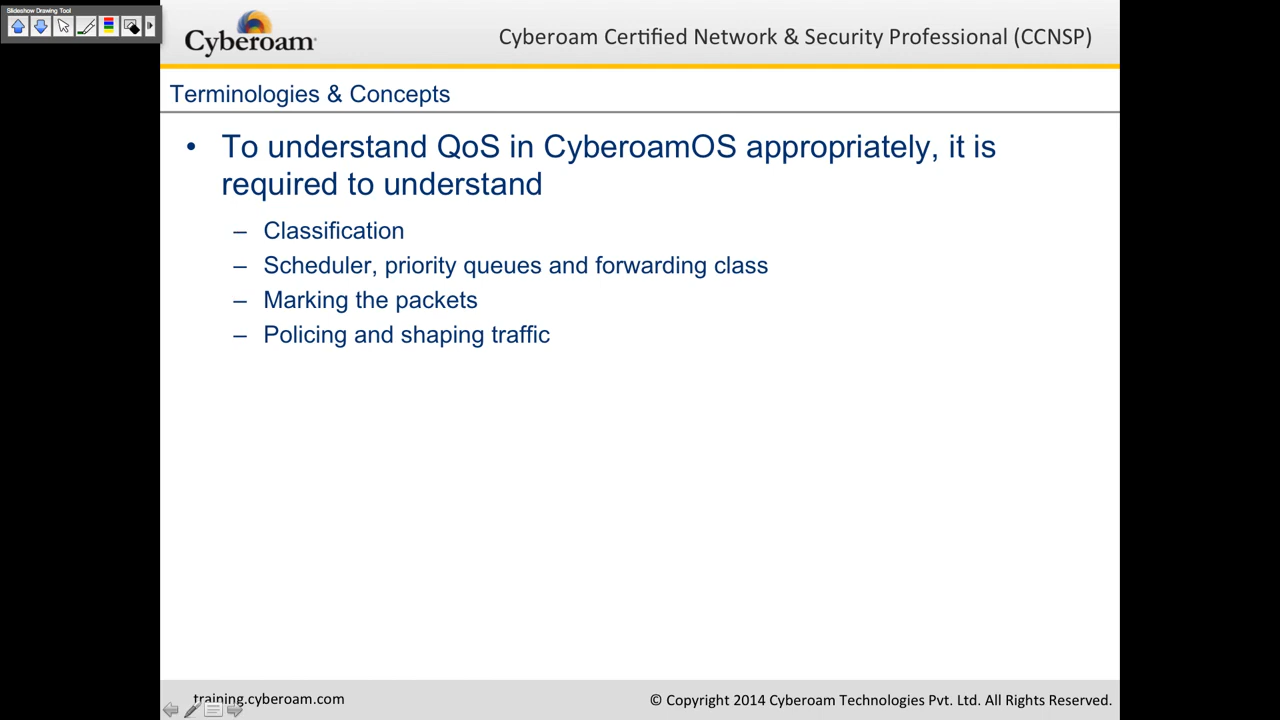 Slideshow Drawing Tool
Cyberoam
Cyberoam Certified Network & Security Professional (CCNSP)
Terminologies & Concepts
• To understand QoS in CyberoamOS appropriately, it is
required to understand
– Classification
– Scheduler, priority queues and forwarding class
– Marking the packets
– Policing and shaping traffic
training.cyberoam.com
© Copyright 2014 Cyberoam Technologies Pvt. Ltd. All Rights Reserved.